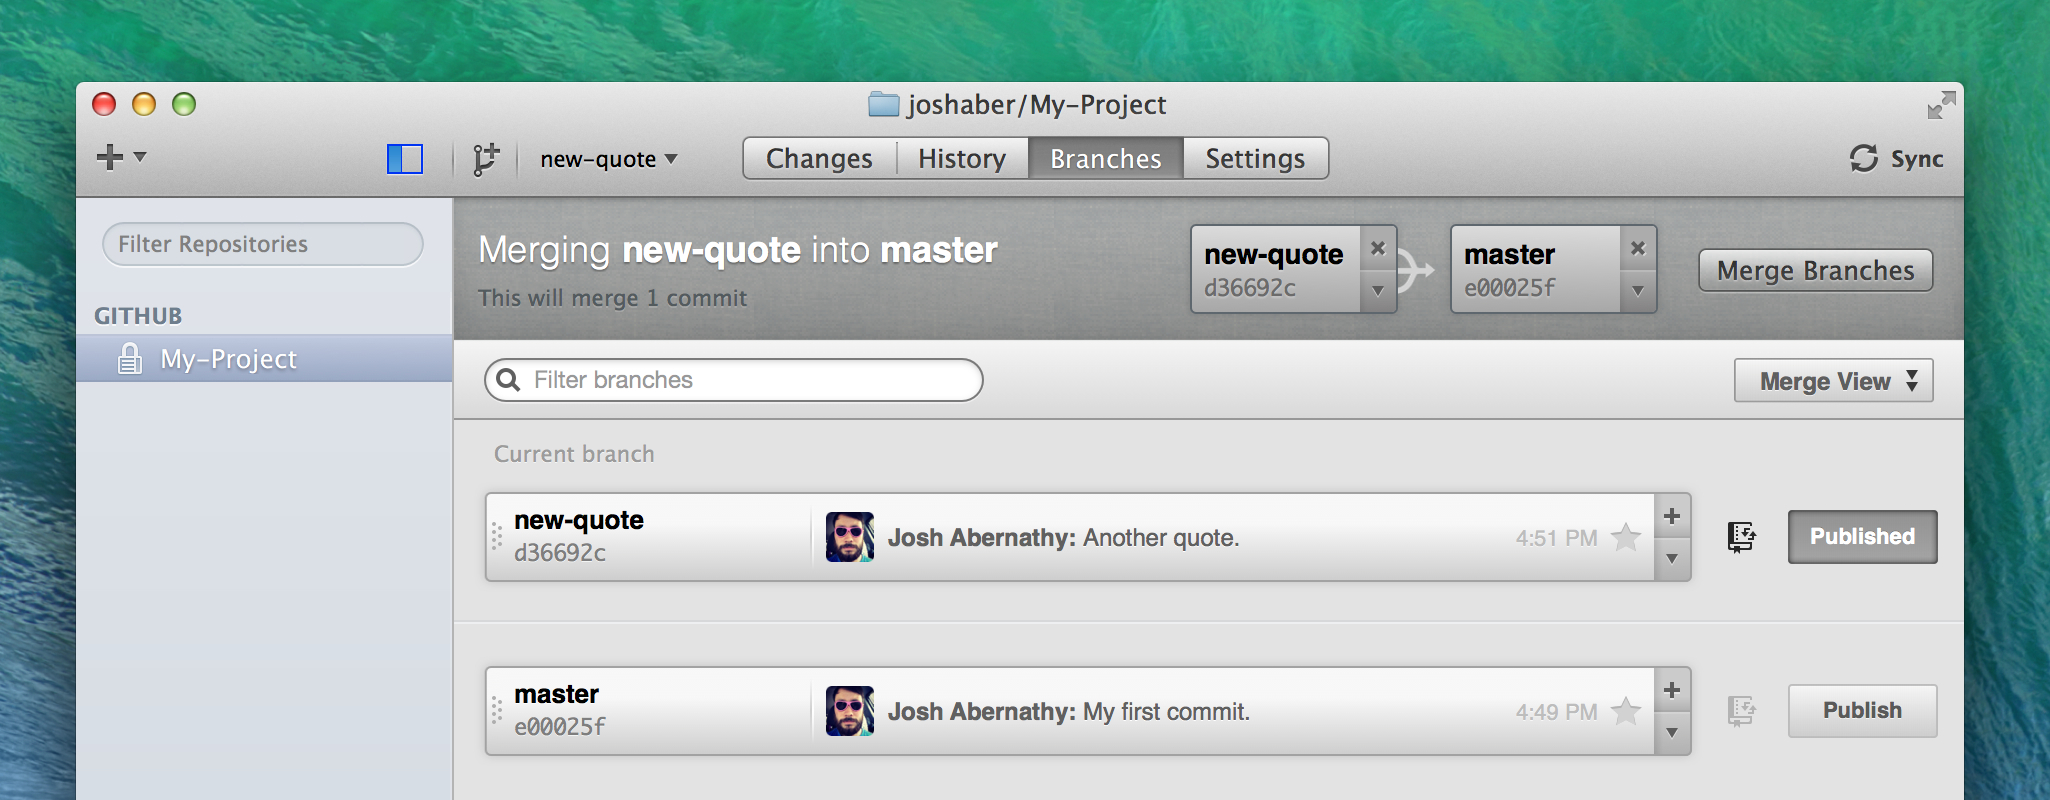 joshaber/My-Project
new-quote
Changes
History
Branches
Settings
Sync
Filter Repositories
GITHUB
My-Project
Merging new-quote into master
This will merge 1 commit
new-quote
d36692c
master
e00025f
Merge Branches
Filter branches
Merge View
Current branch
new-quote
d36692c
Josh Abernathy: Another quote.
4:51 PM
Published
master
e00025f
Josh Abernathy: My first commit.
4:49 PM
Publish